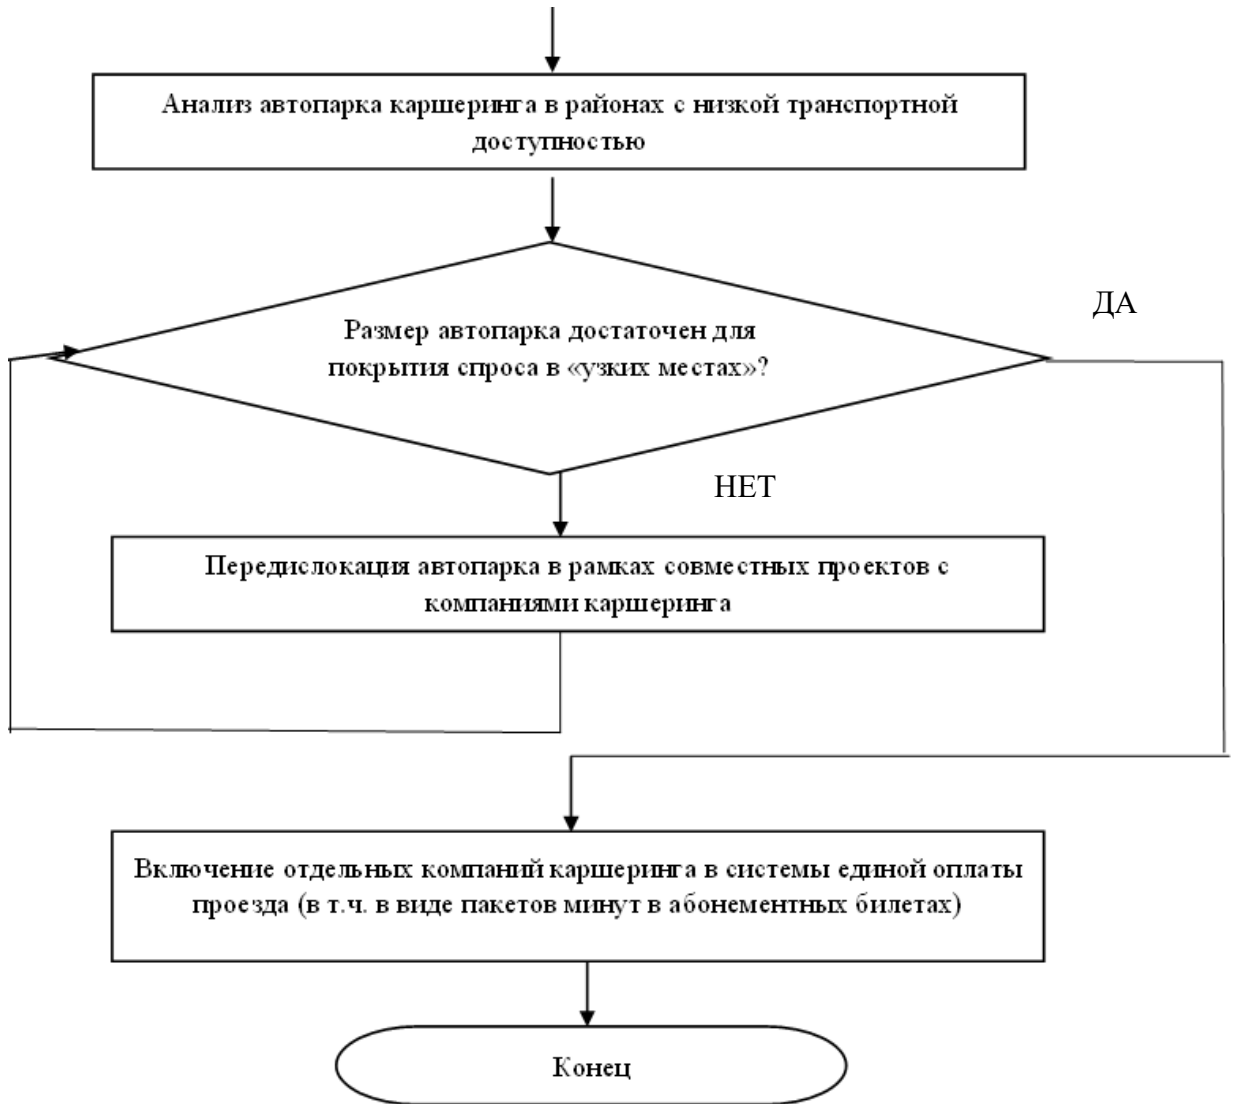 Анализ автопарка каршеринга в районах с низкой транспортной
доступностью
ДА
Размер автопарка достаточен для
покрытия спроса в «узких местах»?
НЕТ
Передислокация автопарка в рамках совместных проектов с
компаниями каршеринга
Включение отдельных компаний каршеринга в системы единой оплаты
проезда (в т.ч. в виде пакетов минут в абонементных билетах)
Конец